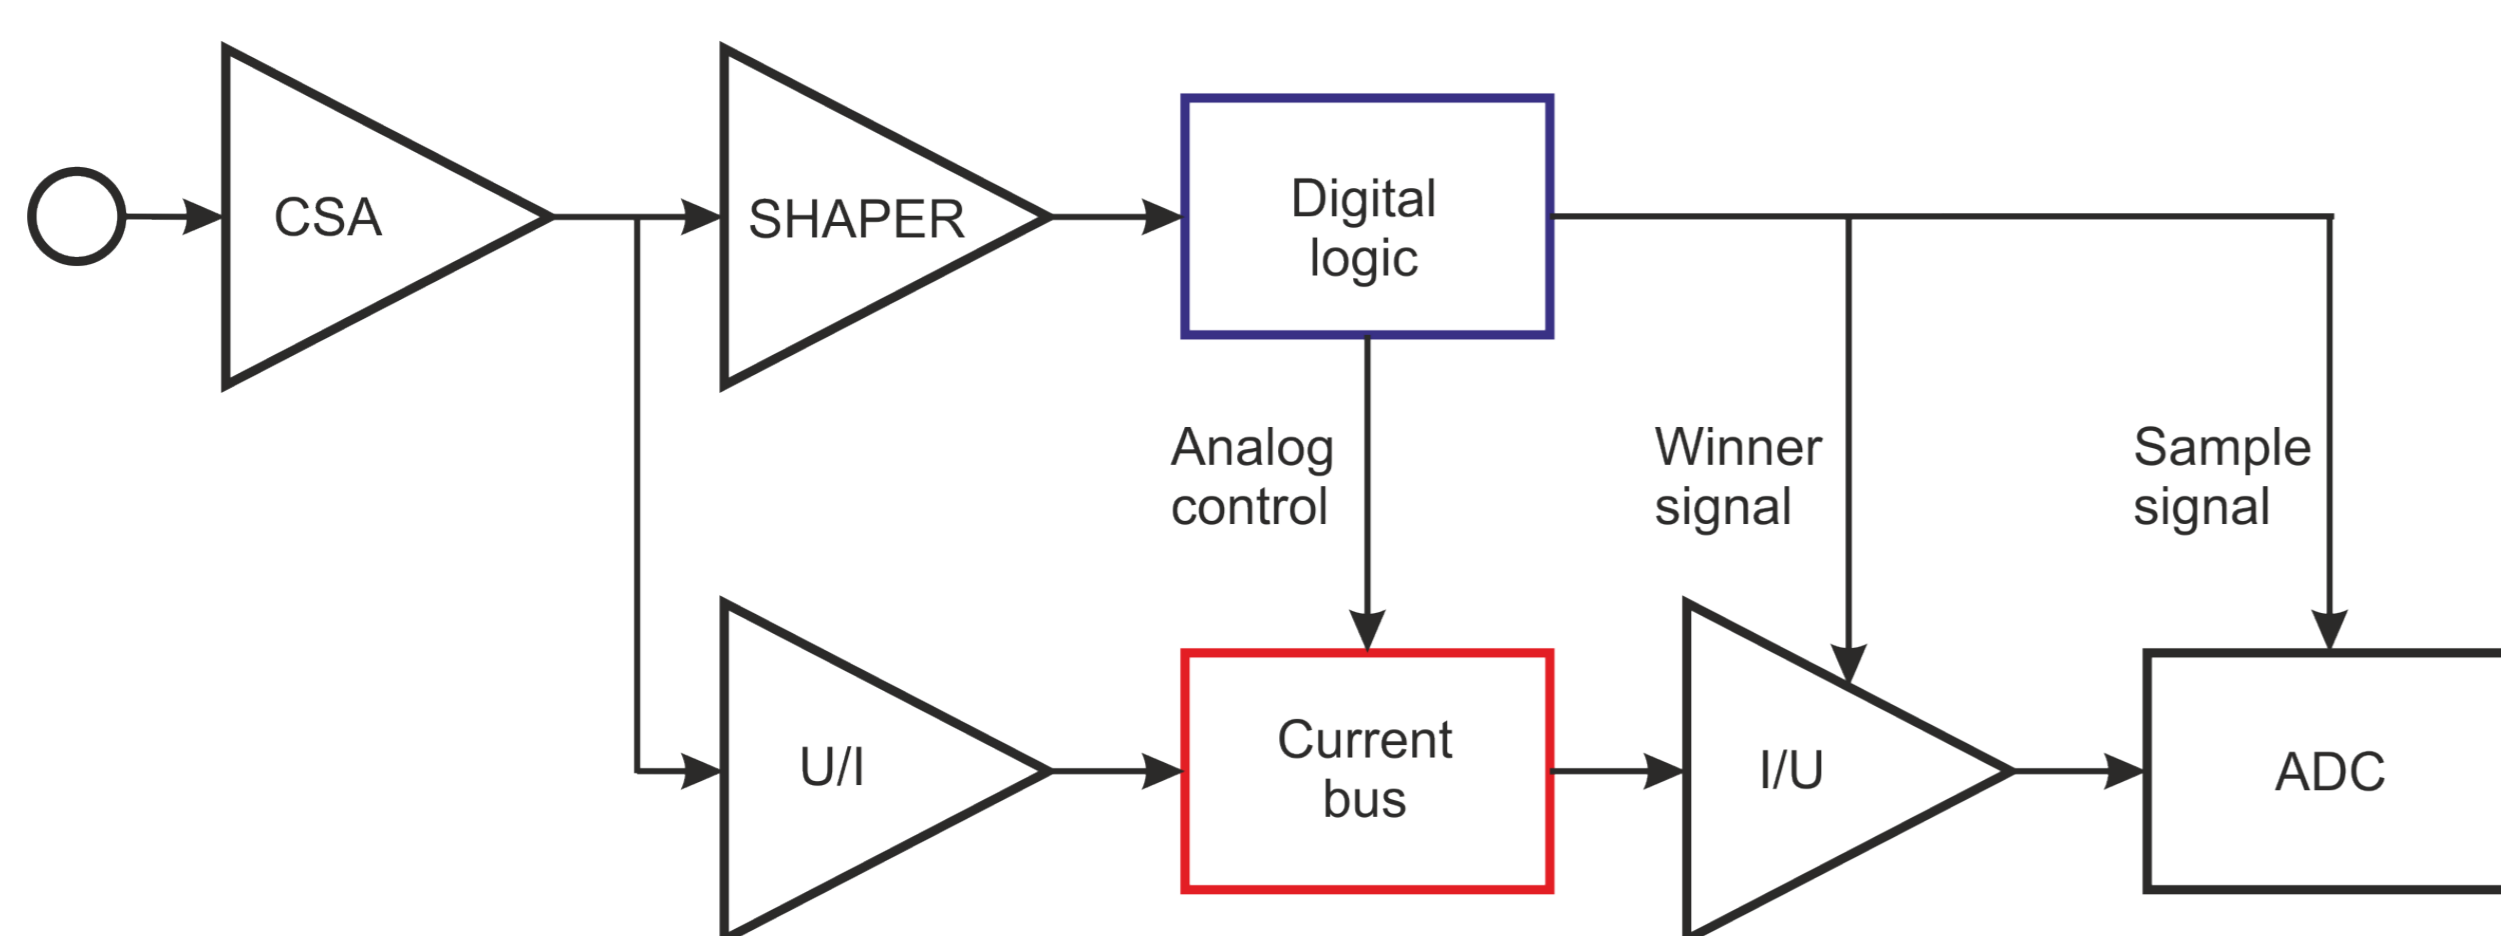 CSA
SHAPER
Digital
logic
Analog
control
Winner
signal
Sample
signal
U/I
Current
bus
I/U
ADC